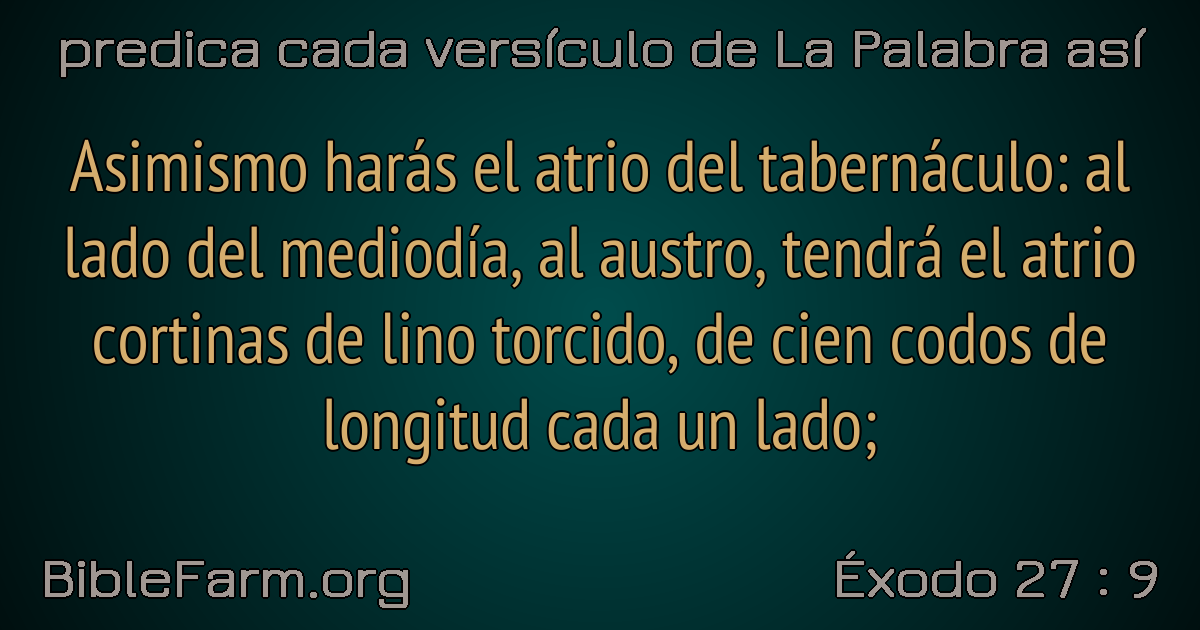 predica cada versículo de La Palabra así
Asimismo harás el atrio del tabernáculo: al
lado del mediodía, al austro, tendrá el atrio
cortinas de lino torcido, de cien codos de
longitud cada un lado;
BibleFarm.org
Éxodo 27 : 9